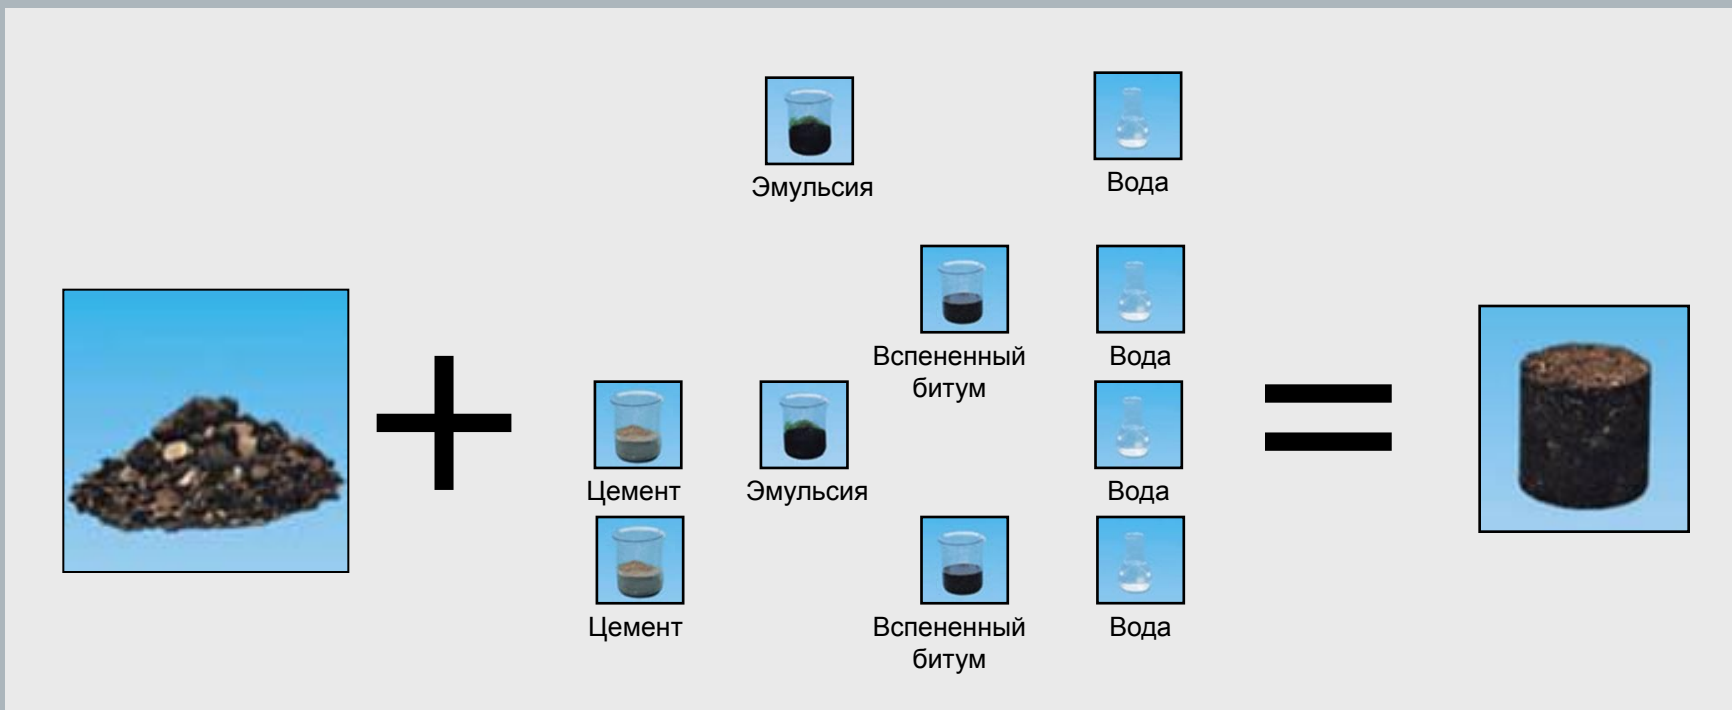 Эмульсия
Вода
Вспененный
битум
Вода
Цемент
Эмульсия
Вода
Цемент
Вспененный
битум
Вода